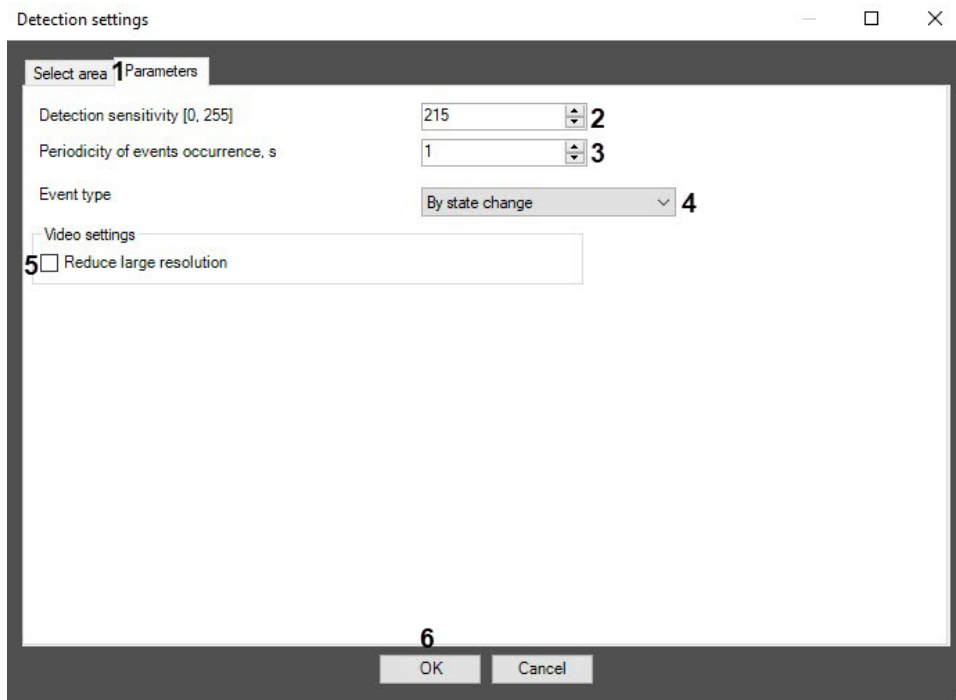 Detection settings
Select area 1 Parameters
Detection sensitivity [0, 255] 215 2
Periodicity of events occurrence, s 1 3
Event type By state change 4
Video settings
5 Reduce large resolution
6
OK Cancel